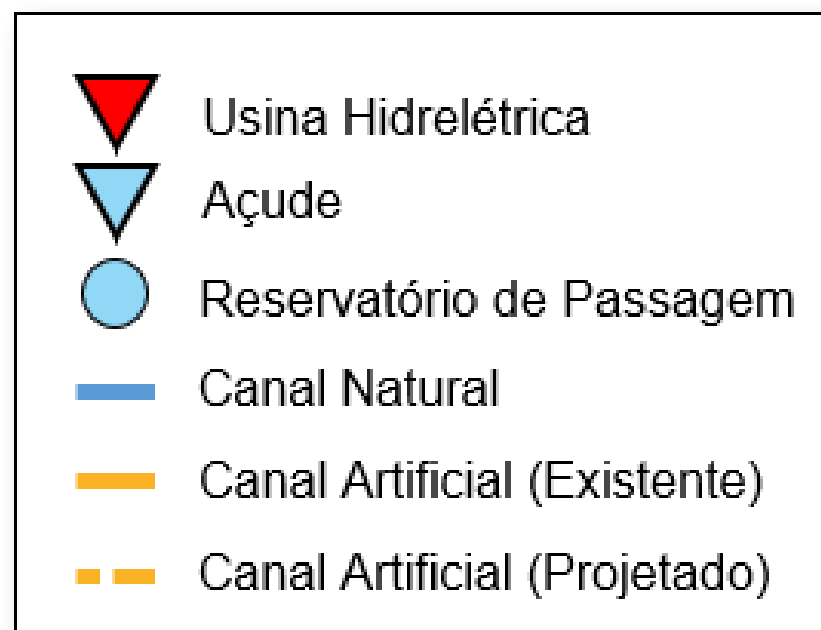 Usina Hidrelétrica
Açude
Reservatório de Passagem
Canal Natural
Canal Artificial (Existente)
Canal Artificial (Projetado)